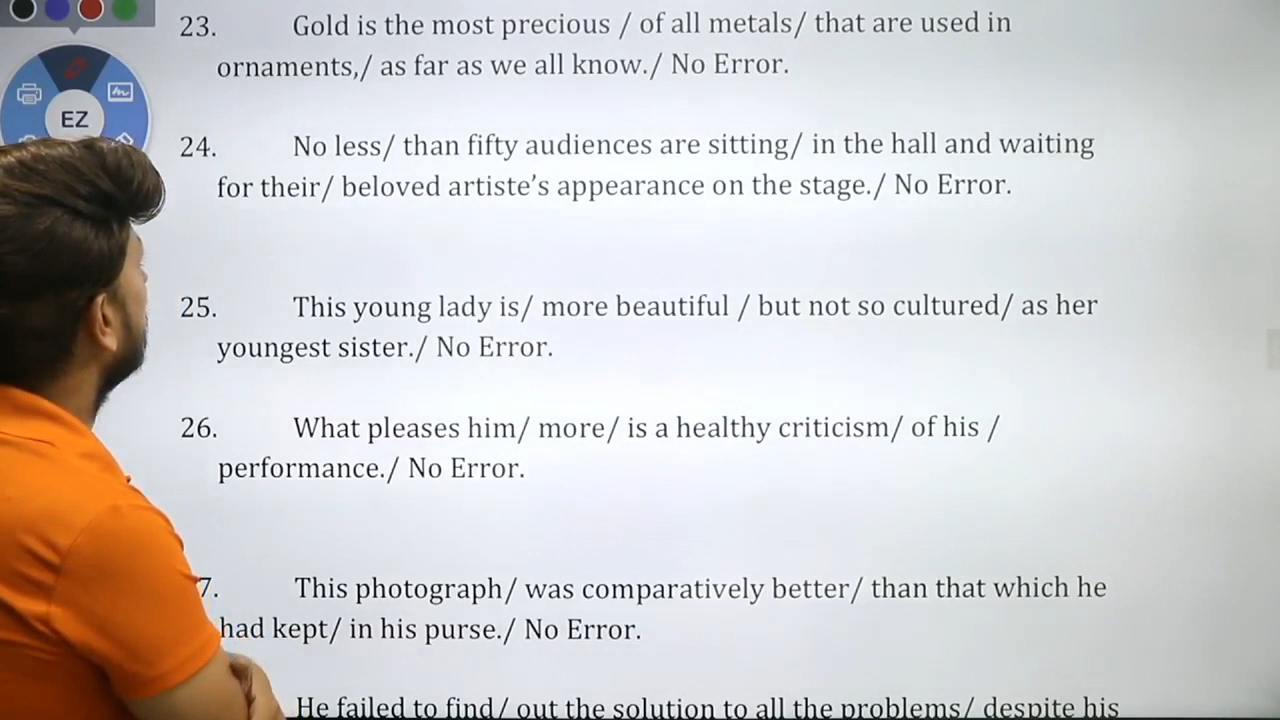 23. Gold is the most precious / of all metals/ that are used in
ornaments,/ as far as we all know./ No Error.
24. No less/ than fifty audiences are sitting/ in the hall and waiting
for their/ beloved artiste’s appearance on the stage./ No Error.
25. This young lady is/ more beautiful / but not so cultured/ as her
youngest sister./ No Error.
26. What pleases him/ more/ is a healthy criticism/ of his /
performance./ No Error.
7. This photograph/ was comparatively better/ than that which he
had kept/ in his purse./ No Error.
He failed to find/ out the solution to all the problems/ despite his
EZ